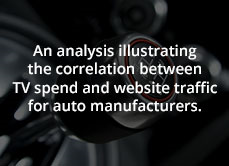 An analysis illustrating
the correlation between
TV spend and website traffic
for auto manufacturers.